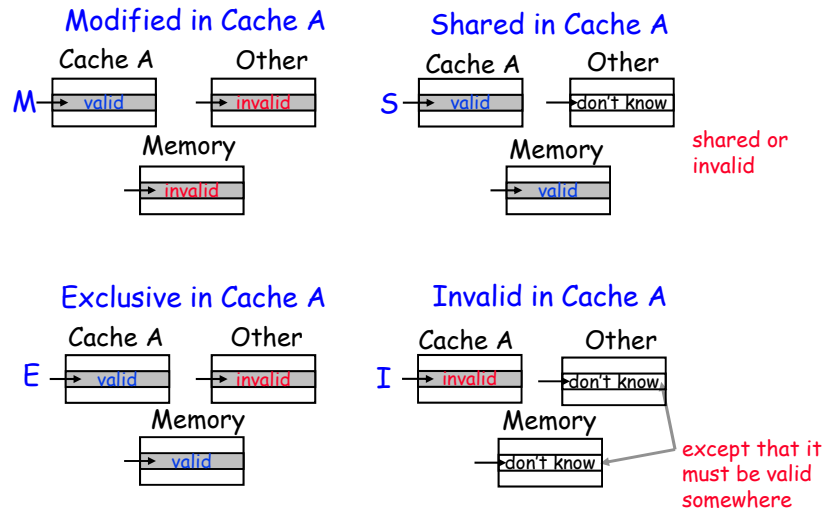 Modified in Cache A
Cache A
Other
M
valid
invalid
Memory
invalid
Shared in Cache A
Cache A
Other
S
valid
don't know
Memory
valid
shared or
invalid
Exclusive in Cache A
Cache A
Other
E
valid
invalid
Memory
valid
Invalid in Cache A
Cache A
Other
I
invalid
don't know
Memory
don't know
except that it
must be valid
somewhere